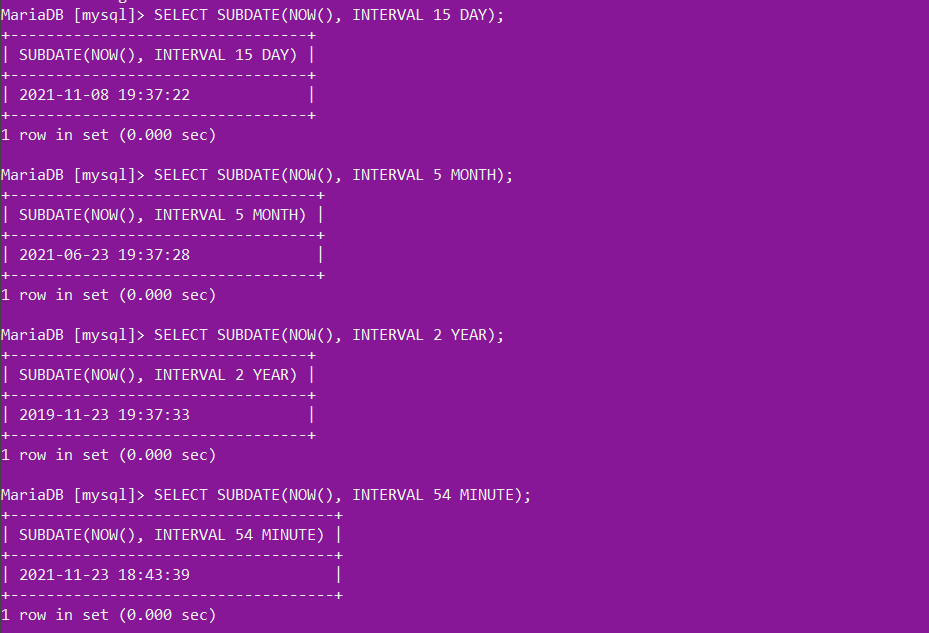 MariaDB [mysql]> SELECT SUBDATE(NOW(), INTERVAL 15 DAY);
+---------------------------------+
| SUBDATE(NOW(), INTERVAL 15 DAY) |
+---------------------------------+
| 2021-11-08 19:37:22             |
+---------------------------------+
1 row in set (0.000 sec)

MariaDB [mysql]> SELECT SUBDATE(NOW(), INTERVAL 5 MONTH);
+----------------------------------+
| SUBDATE(NOW(), INTERVAL 5 MONTH) |
+----------------------------------+
| 2021-06-23 19:37:28              |
+----------------------------------+
1 row in set (0.000 sec)

MariaDB [mysql]> SELECT SUBDATE(NOW(), INTERVAL 2 YEAR);
+---------------------------------+
| SUBDATE(NOW(), INTERVAL 2 YEAR) |
+---------------------------------+
| 2019-11-23 19:37:33             |
+---------------------------------+
1 row in set (0.000 sec)

MariaDB [mysql]> SELECT SUBDATE(NOW(), INTERVAL 54 MINUTE);
+------------------------------------+
| SUBDATE(NOW(), INTERVAL 54 MINUTE) |
+------------------------------------+
| 2021-11-23 18:43:39                |
+------------------------------------+
1 row in set (0.000 sec)